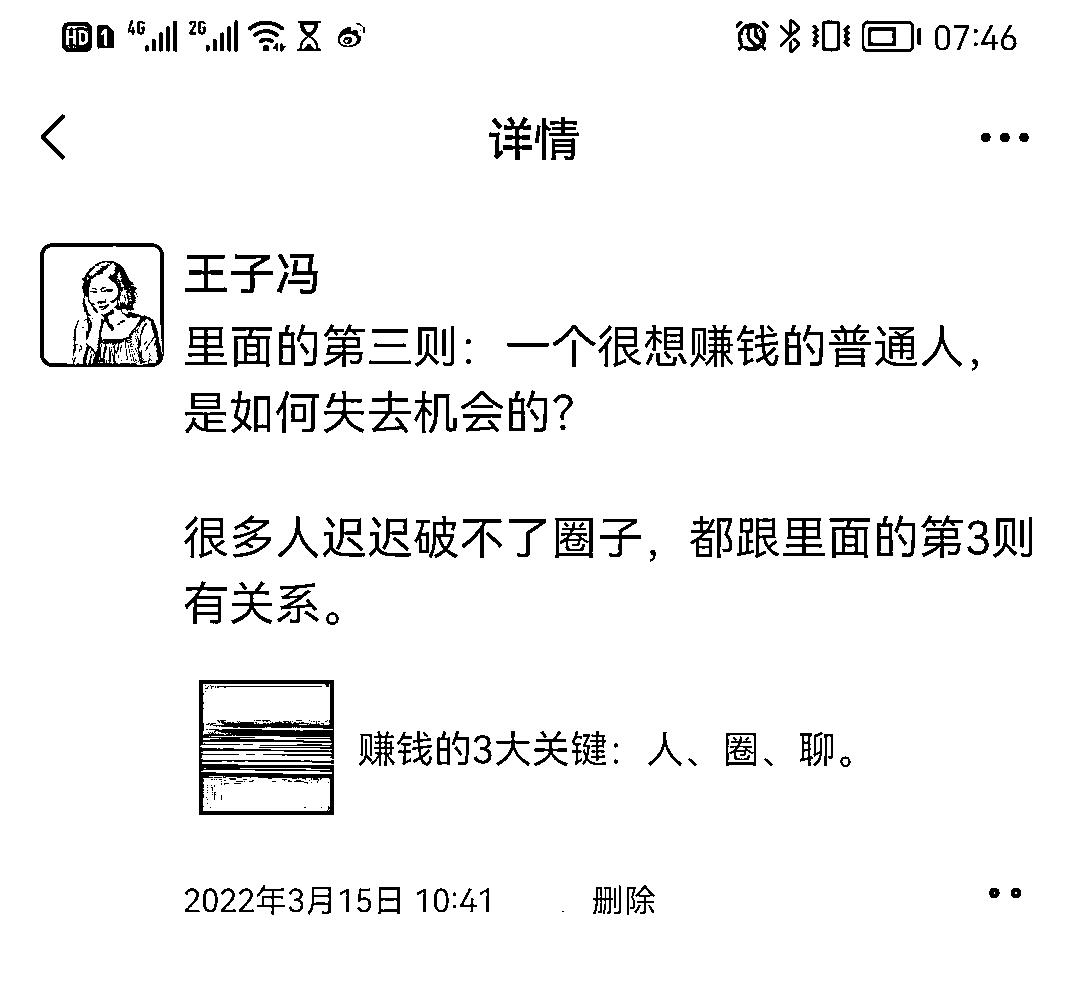 HD 1 4G 2G 07:46
详情
王子冯
里面的第三则：一个很想赚钱的普通人，
是如何失去机会的？
很多人迟迟破不了圈子，都跟里面的第3则
有关系。
赚钱的3大关键：人、圈、聊。
2022年3月15日 10:41 删除